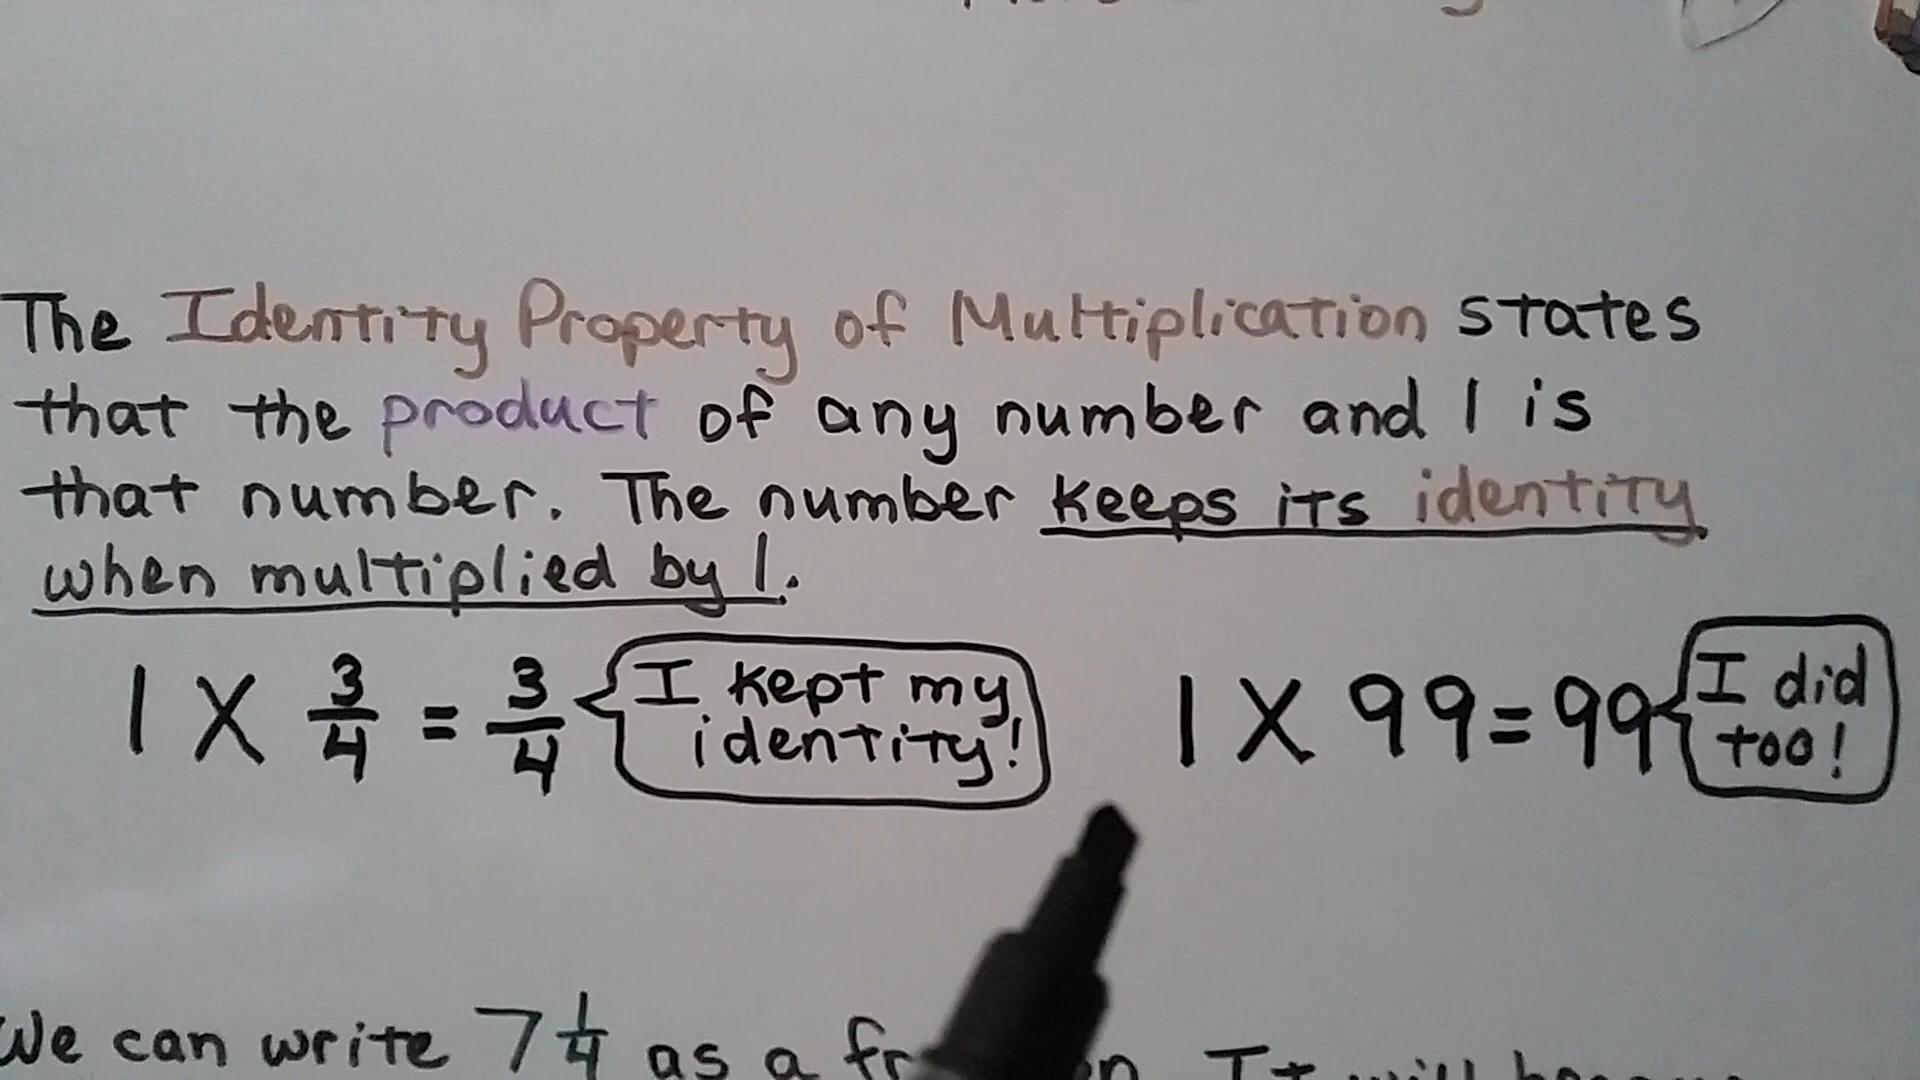 The Identity Property of Multiplication states
that the product of any number and 1 is
that number. The number keeps its identity
when multiplied by 1.
1 X 3/4 = 3/4
I kept my
identity!
1 X 99 = 99
I did
too!
We can write 7 1/4 as a